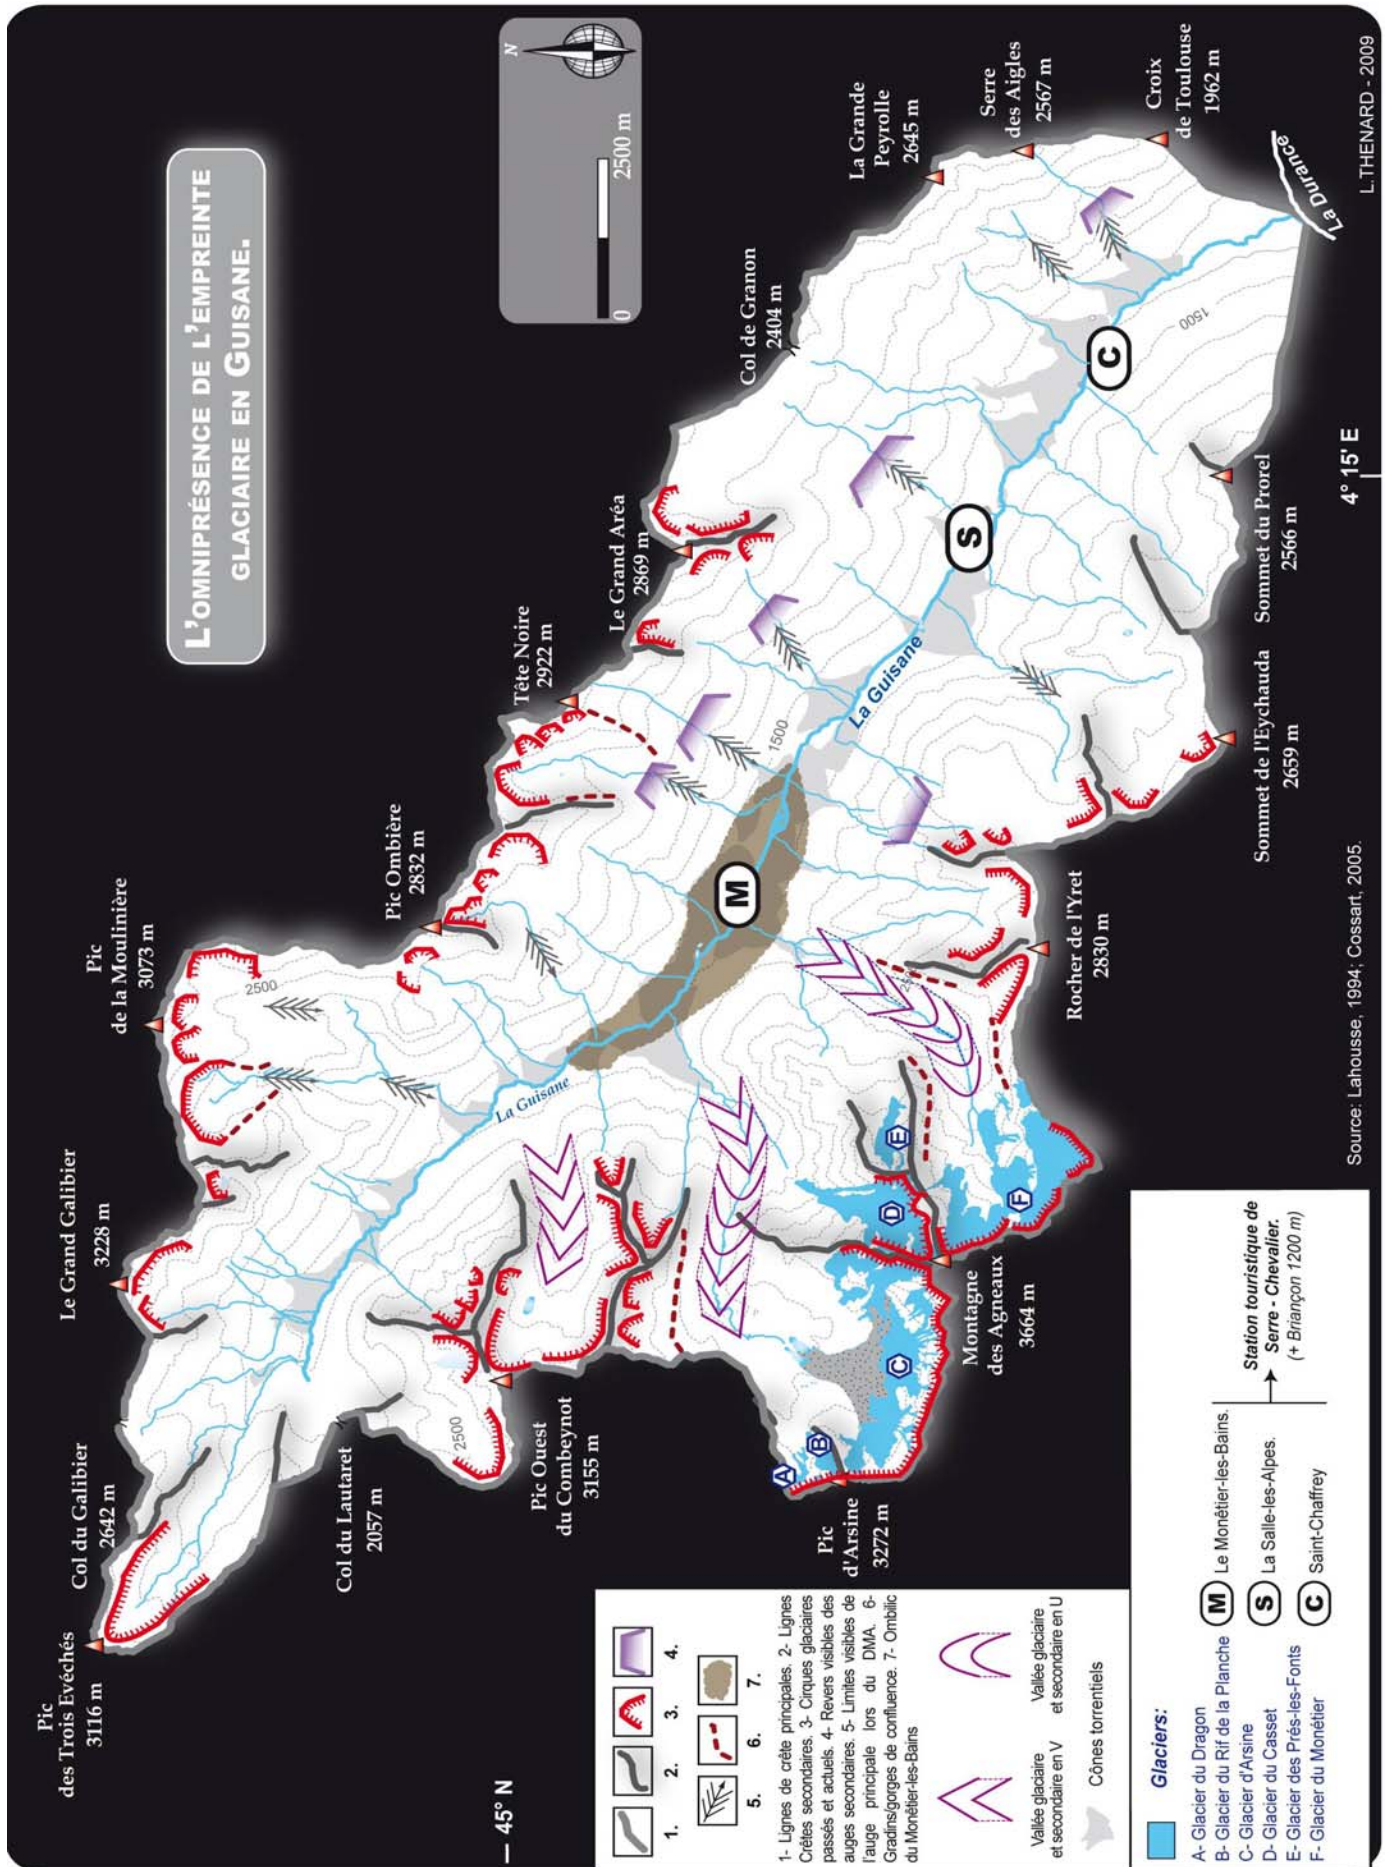 L'OMNIPRÉSENCE DE L'EMPREINTE
GLACIAIRE EN GUISANE.
N
0
2500 m
Pic
des Trois Evéchés
3116 m
Col du Galibier
2642 m
Le Grand Galibier
3228 m
Pic
de la Moulinière
3073 m
Pic Ombière
2832 m
Tête Noire
2922 m
Le Grand Aréa
2869 m
Col de Granon
2404 m
La Grande
Peyrolle
2645 m
Serre
des Aigles
2567 m
Croix
de Toulouse
1962 m
Col du Lautaret
2057 m
Pic Ouest
du Combeynot
3155 m
Pic
d'Arsine
3272 m
Montagne
des Agneaux
3664 m
Rocher de l'Yret
2830 m
Sommet de l'Eychauda
2659 m
Sommet du Prorel
2566 m
La Guisane
La Guisane
La Durance
2500
2500
1500
1500
M
S
C
A
B
C
D
E
F
45° N
4° 15' E
1.
2.
3.
4.
5.
6.
7.
1- Lignes de crête principales. 2- Lignes
Crêtes secondaires. 3- Cirques glaciaires
passés et actuels. 4- Revers visibles des
auges secondaires. 5- Limites visibles de
l'auge principale lors du DMA. 6-
Gradins/gorges de confluence. 7- Ombilic
du Monêtier-les-Bains
Vallée glaciaire
et secondaire en V
Vallée glaciaire
et secondaire en U
Cônes torrentiels
Glaciers:
A- Glacier du Dragon
B- Glacier du Rif de la Planche
C- Glacier d'Arsine
D- Glacier du Casset
E- Glacier des Prés-les-Fonts
F- Glacier du Monêtier
M Le Monêtier-les-Bains.
S La Salle-les-Alpes.
C Saint-Chaffrey
Station touristique de
Serre - Chevalier.
(+ Briançon 1200 m)
Source: Lahousse, 1994; Cossart, 2005.
L.THENARD - 2009